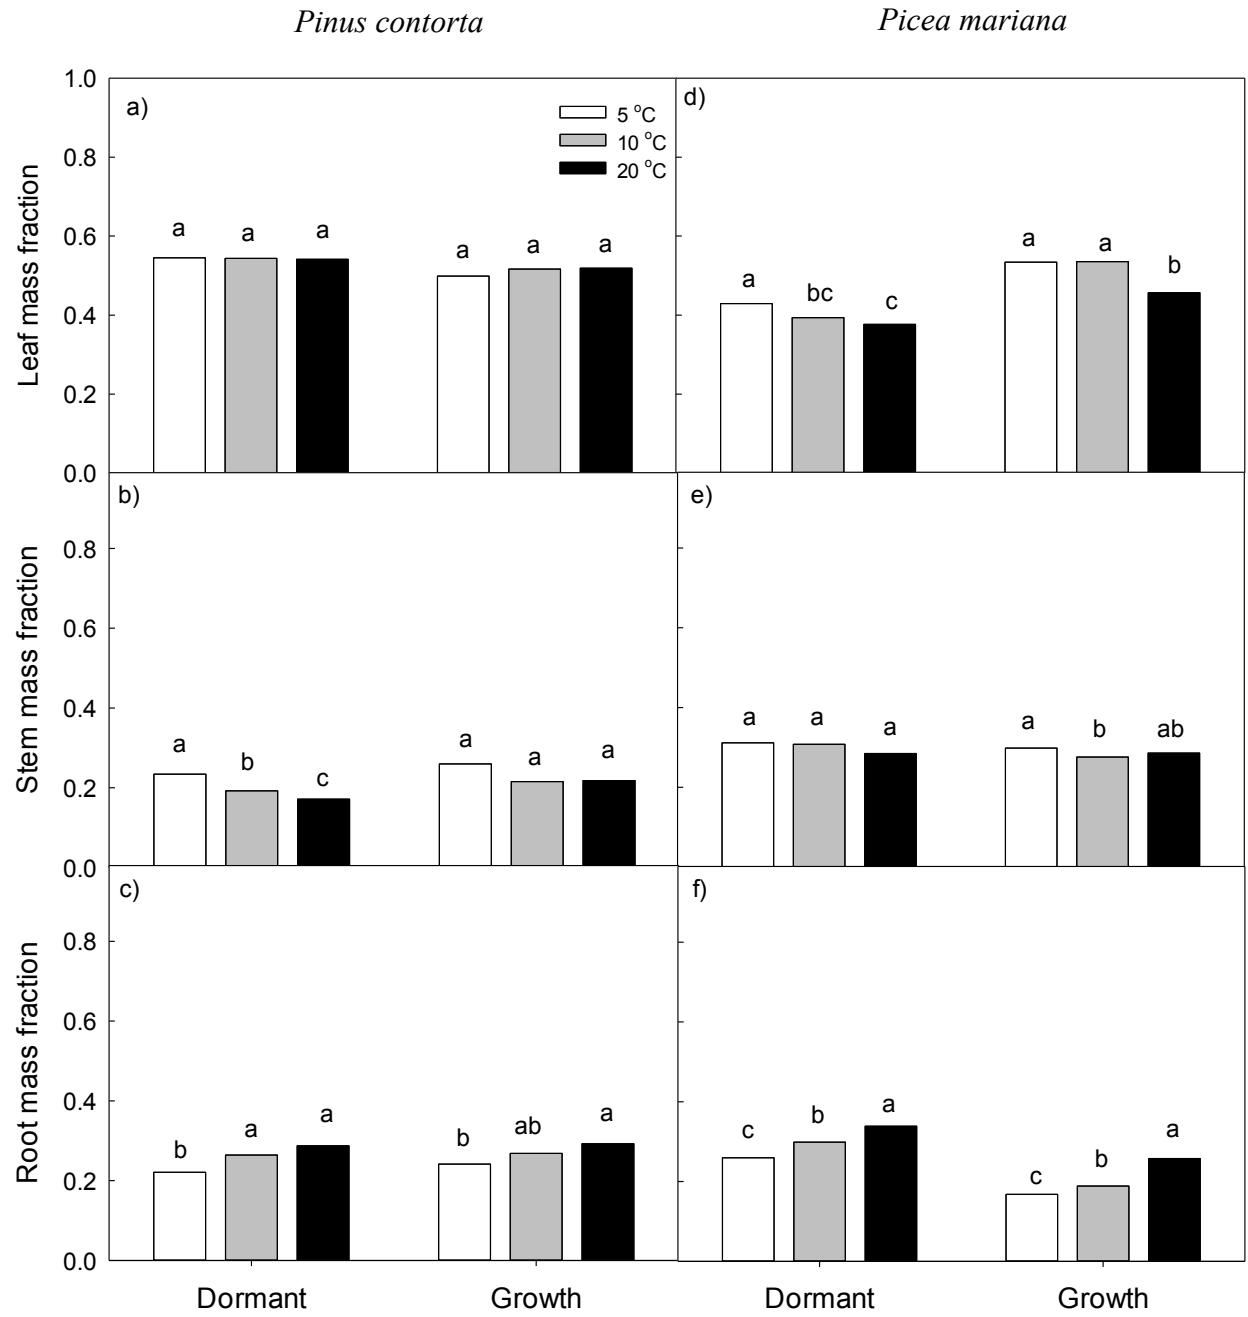 Pinus contorta
Picea mariana
Leaf mass fraction
1.0
0.8
0.6
0.4
0.2
0.0
a)
5 °C
10 °C
20 °C
a a a a a a
d)
a bc c a a b
Stem mass fraction
0.8
0.6
0.4
0.2
0.0
b)
a b c a a a
e)
a a a a b ab
Root mass fraction
0.8
0.6
0.4
0.2
0.0
c)
b a a b ab a
f)
c b a c b a
Dormant Growth
Dormant Growth